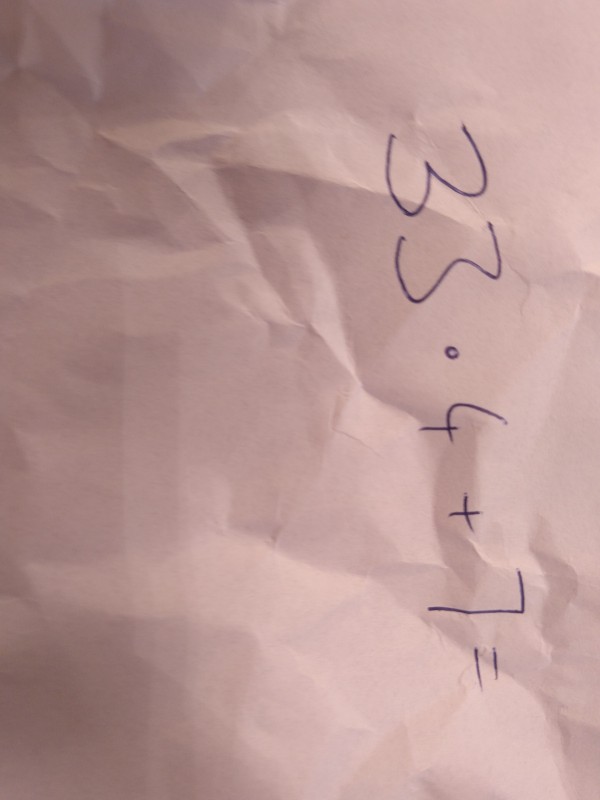 33 · 4 + 7 =